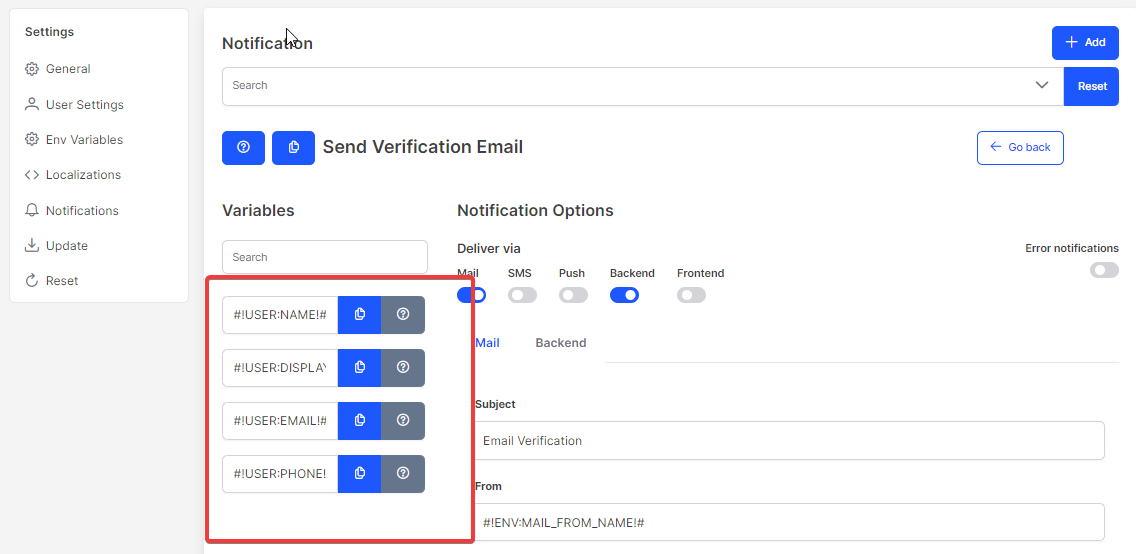 Settings
General
User Settings
Env Variables
Localizations
Notifications
Update
Reset
Notification
Add
Search
Reset
Send Verification Email
Go back
Variables
Search
#!USER:NAME!#
#!USER:DISPLAY
#!USER:EMAIL!#
#!USER:PHONE!
Notification Options
Deliver via
Error notifications
Mail SMS Push Backend Frontend
Mail Backend
Subject
Email Verification
From
#!ENV:MAIL_FROM_NAME!#